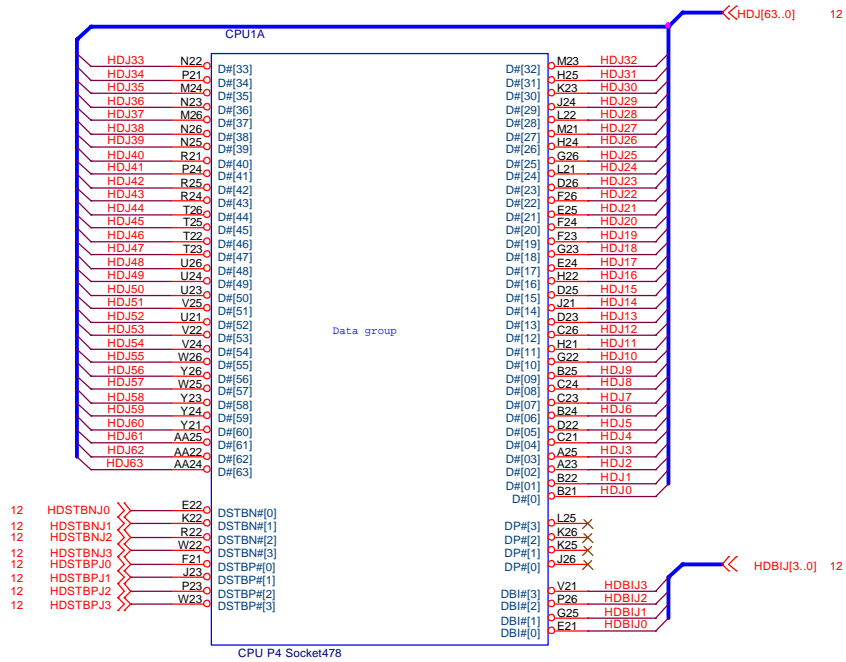 HDJ[63..0] 12
CPU1A
HDJ33 N22 D#[33] D#[32] M23 HDJ32
HDJ34 P21 D#[34] D#[31] H25 HDJ31
HDJ35 M24 D#[35] D#[30] K23 HDJ30
HDJ36 N23 D#[36] D#[29] J24 HDJ29
HDJ37 M26 D#[37] D#[28] L22 HDJ28
HDJ38 N26 D#[38] D#[27] M21 HDJ27
HDJ39 N25 D#[39] D#[26] H24 HDJ26
HDJ40 R21 D#[40] D#[25] G26 HDJ25
HDJ41 P24 D#[41] D#[24] L21 HDJ24
HDJ42 R25 D#[42] D#[23] D26 HDJ23
HDJ43 R24 D#[43] D#[22] F26 HDJ22
HDJ44 T26 D#[44] D#[21] E25 HDJ21
HDJ45 T25 D#[45] D#[20] F24 HDJ20
HDJ46 T22 D#[46] D#[19] F23 HDJ19
HDJ47 T23 D#[47] D#[18] G23 HDJ18
HDJ48 U26 D#[48] D#[17] E24 HDJ17
HDJ49 U24 D#[49] D#[16] H22 HDJ16
HDJ50 U23 D#[50] D#[15] D25 HDJ15
HDJ51 V25 D#[51] D#[14] J21 HDJ14
HDJ52 U21 D#[52] D#[13] D23 HDJ13
HDJ53 V22 D#[53] Data group D#[12] C26 HDJ12
HDJ54 V24 D#[54] D#[11] H21 HDJ11
HDJ55 W26 D#[55] D#[10] G22 HDJ10
HDJ56 Y26 D#[56] D#[09] B25 HDJ9
HDJ57 W25 D#[57] D#[08] C24 HDJ8
HDJ58 Y23 D#[58] D#[07] C23 HDJ7
HDJ59 Y24 D#[59] D#[06] B24 HDJ6
HDJ60 Y21 D#[60] D#[05] D22 HDJ5
HDJ61 AA25 D#[61] D#[04] C21 HDJ4
HDJ62 AA22 D#[62] D#[03] A25 HDJ3
HDJ63 AA24 D#[63] D#[02] A23 HDJ2
D#[01] B22 HDJ1
D#[0] B21 HDJ0
12 HDSTBNJ0 E22 DSTBN#[0]
12 HDSTBNJ1 K22 DSTBN#[1] DP#[3] L25
12 HDSTBNJ2 R22 DSTBN#[2] DP#[2] K26
12 HDSTBNJ3 W22 DSTBN#[3] DP#[1] K25
12 HDSTBPJ0 F21 DSTBP#[0] DP#[0] J26 HDBIJ[3..0] 12
12 HDSTBPJ1 J23 DSTBP#[1]
12 HDSTBPJ2 P23 DSTBP#[2] DBI#[3] V21 HDBIJ3
12 HDSTBPJ3 W23 DSTBP#[3] DBI#[2] P26 HDBIJ2
DBI#[1] G25 HDBIJ1
DBI#[0] E21 HDBIJ0
CPU P4 Socket478